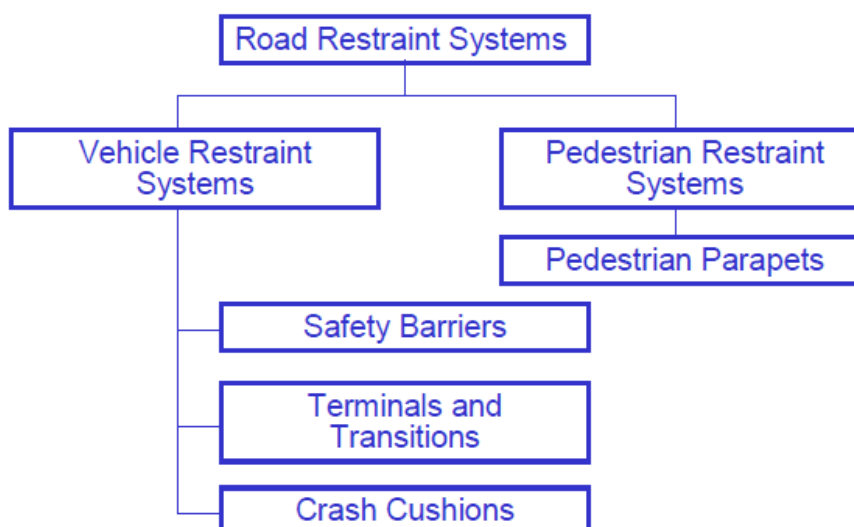 Road Restraint Systems
Vehicle Restraint
Systems
Pedestrian Restraint
Systems
Pedestrian Parapets
Safety Barriers
Terminals and
Transitions
Crash Cushions